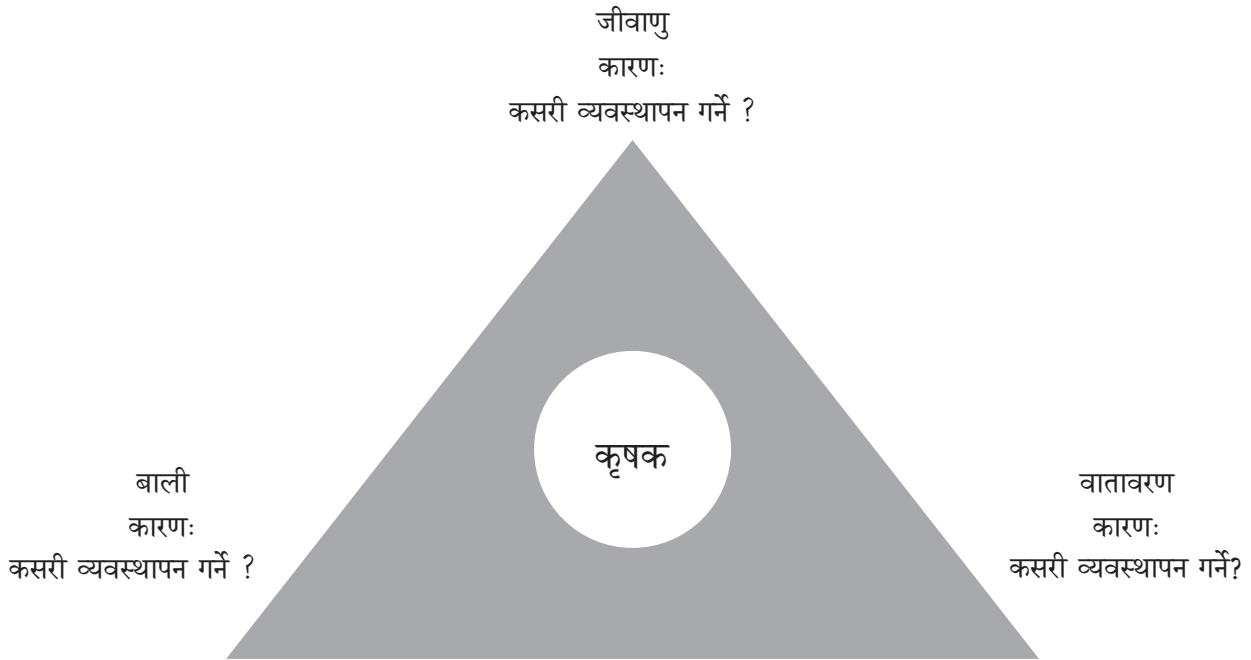 जीवाणु
कारणः
कसरी व्यवस्थापन गर्ने ?
कृषक
बाली
कारणः
कसरी व्यवस्थापन गर्ने ?
वातावरण
कारणः
कसरी व्यवस्थापन गर्ने?